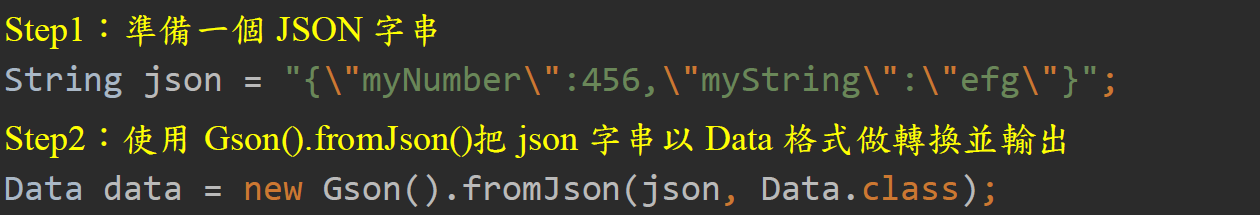 Step1：準備一個 JSON 字串
String json = "{\"myNumber\":456,\"myString\":\"efg\"}";
Step2：使用 Gson().fromJson()把 json 字串以 Data 格式做轉換並輸出
Data data = new Gson().fromJson(json, Data.class);